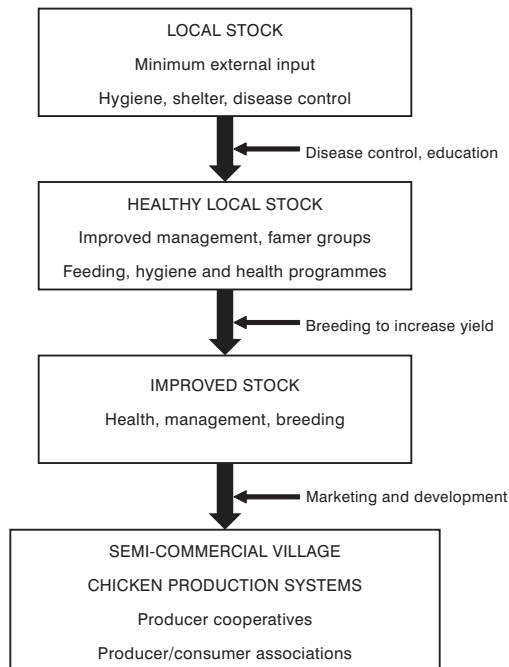 LOCAL STOCK
Minimum external input
Hygiene, shelter, disease control
Disease control, education
HEALTHY LOCAL STOCK
Improved management, famer groups
Feeding, hygiene and health programmes
Breeding to increase yield
IMPROVED STOCK
Health, management, breeding
Marketing and development
SEMI-COMMERCIAL VILLAGE
CHICKEN PRODUCTION SYSTEMS
Producer cooperatives
Producer/consumer associations